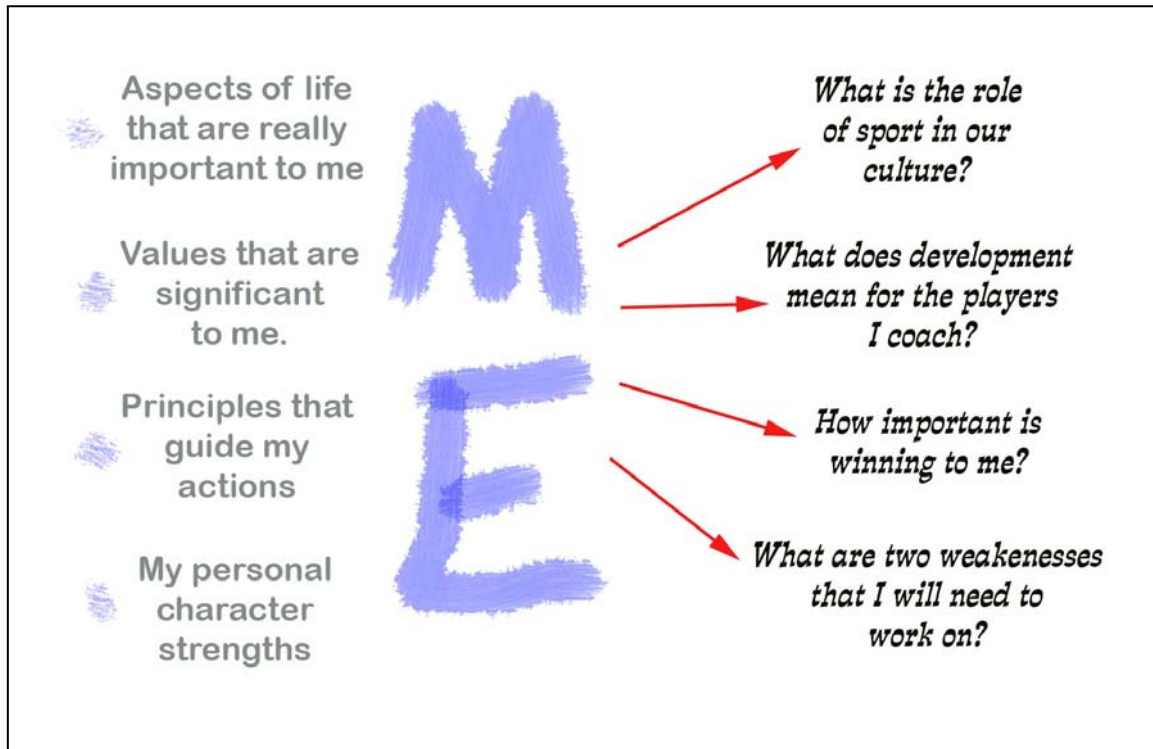 Aspects of life
that are really
important to me
Values that are
significant
to me.
Principles that
guide my
actions
My personal
character
strengths
ME
What is the role
of sport in our
culture?
What does development
mean for the players
I coach?
How important is
winning to me?
What are two weakenesses
that I will need to
work on?